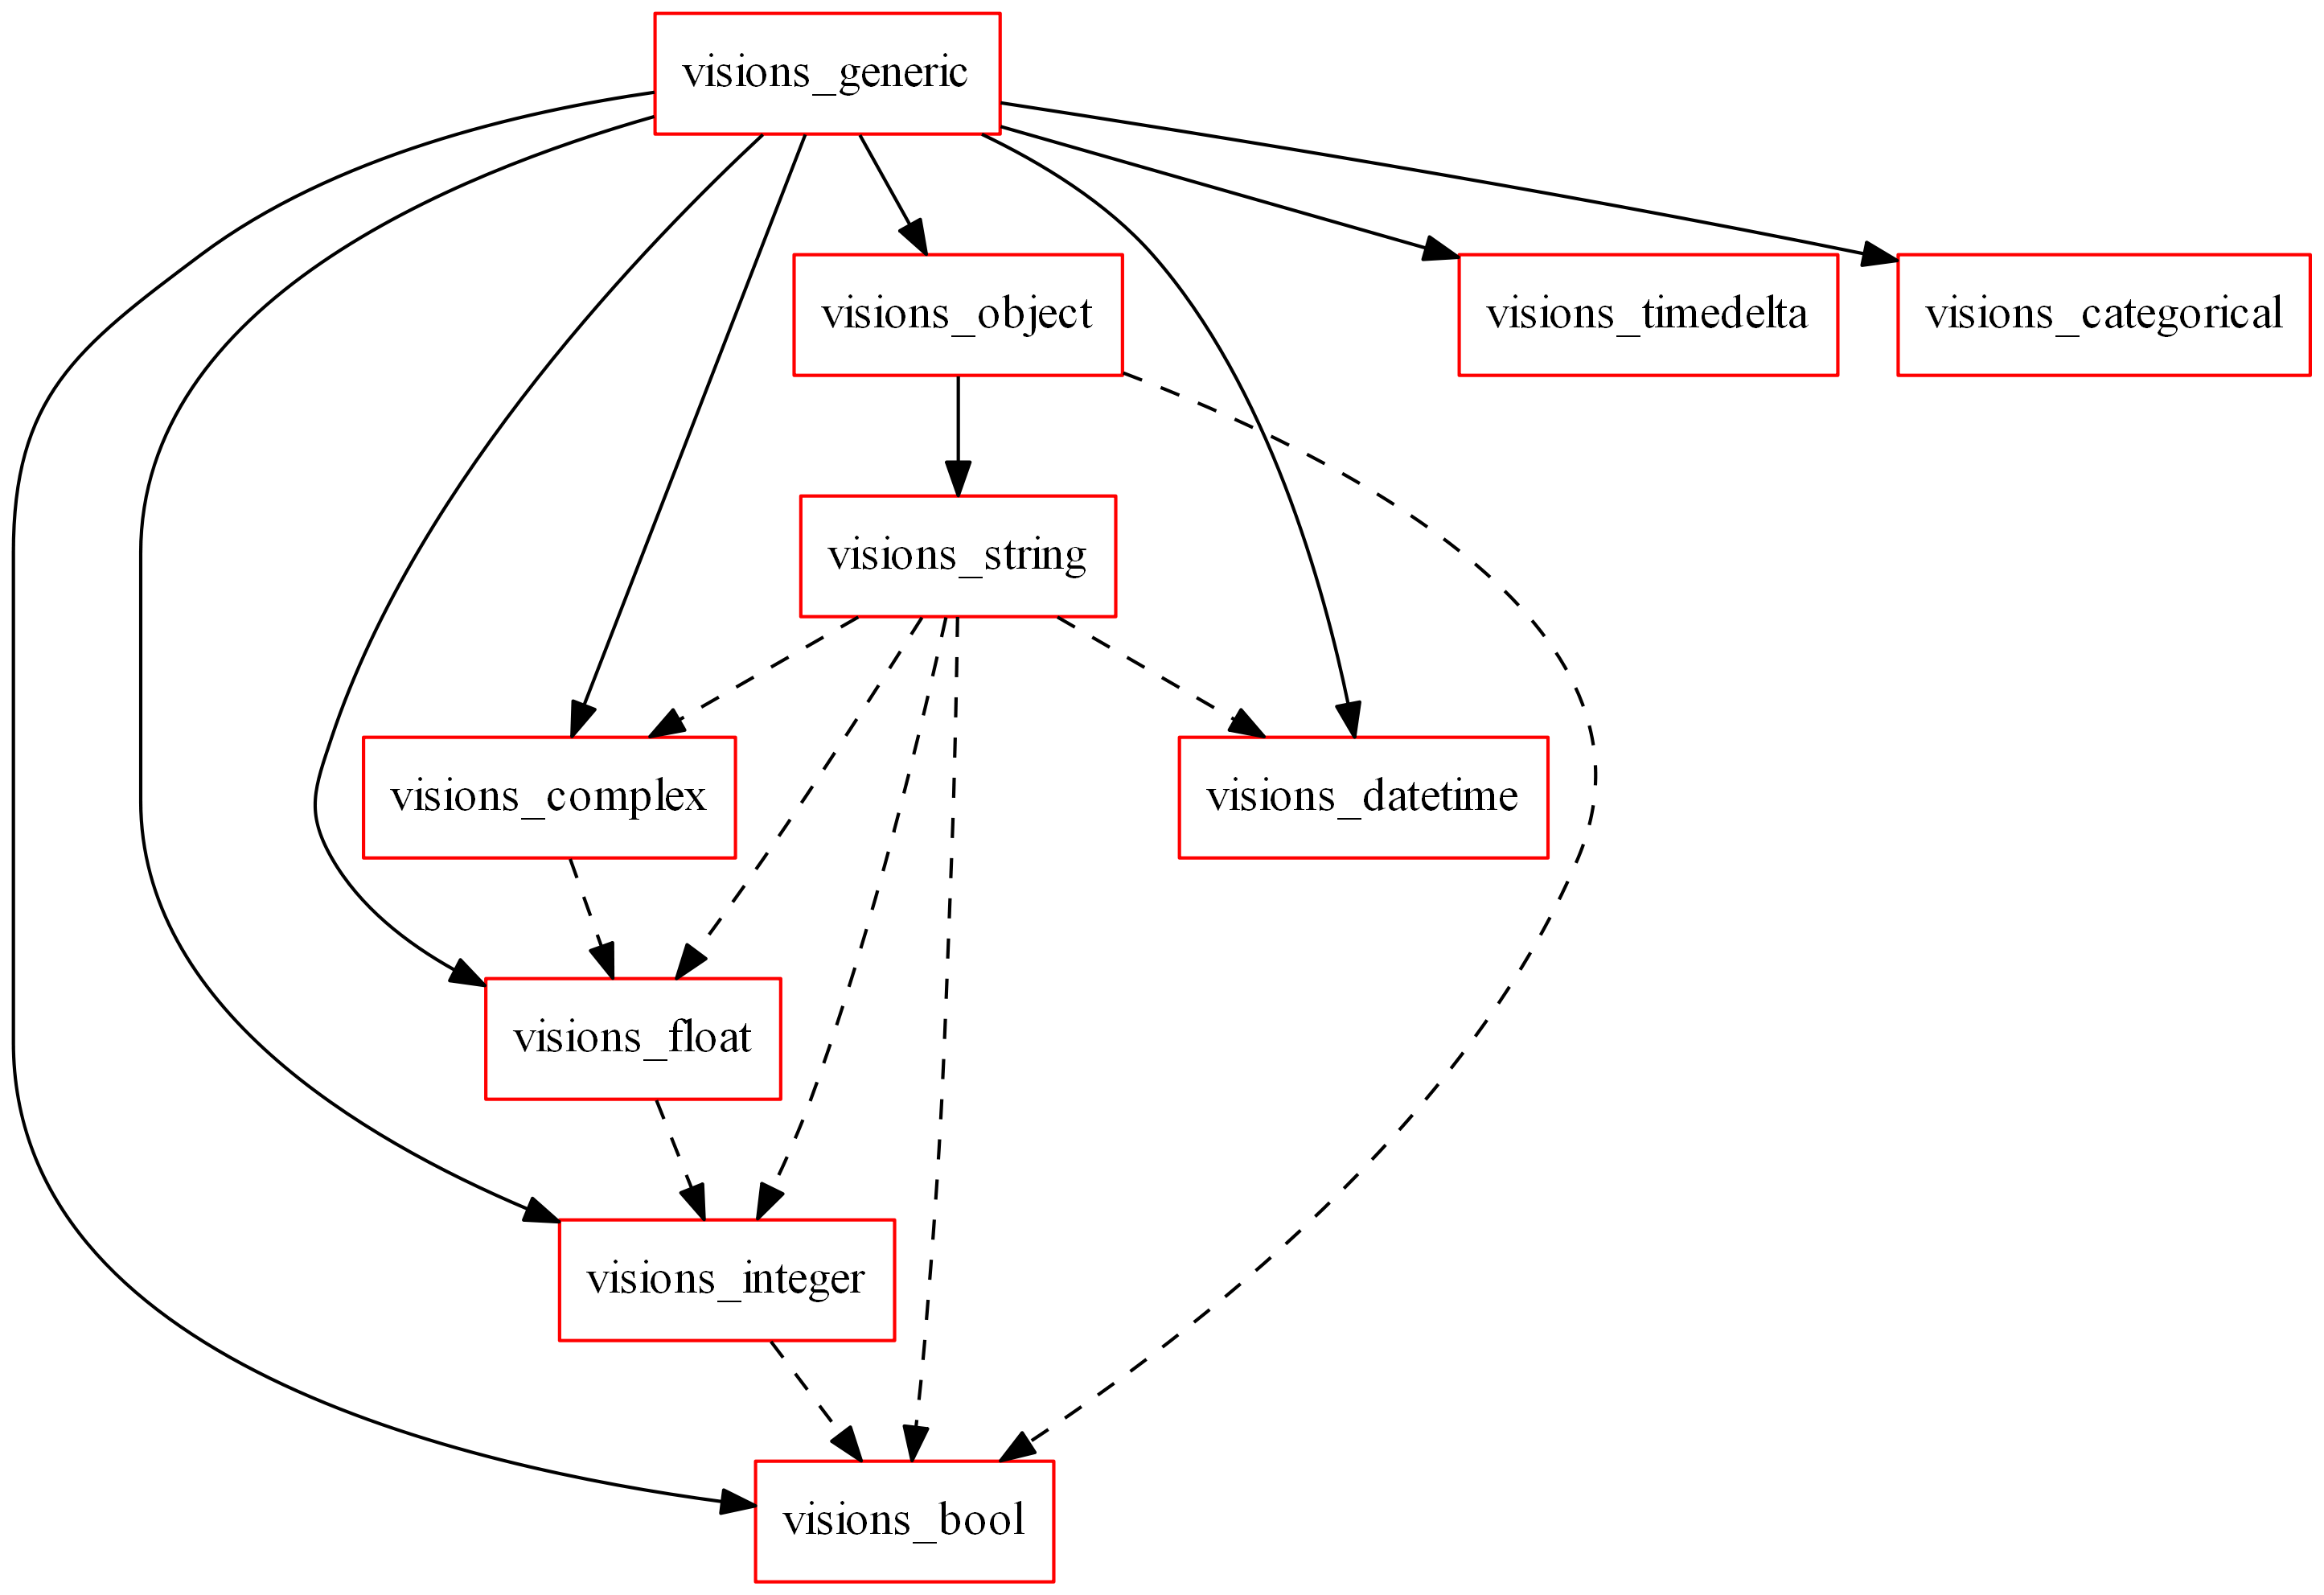 visions_generic
visions_object
visions_timedelta
visions_categorical
visions_string
visions_complex
visions_datetime
visions_float
visions_integer
visions_bool